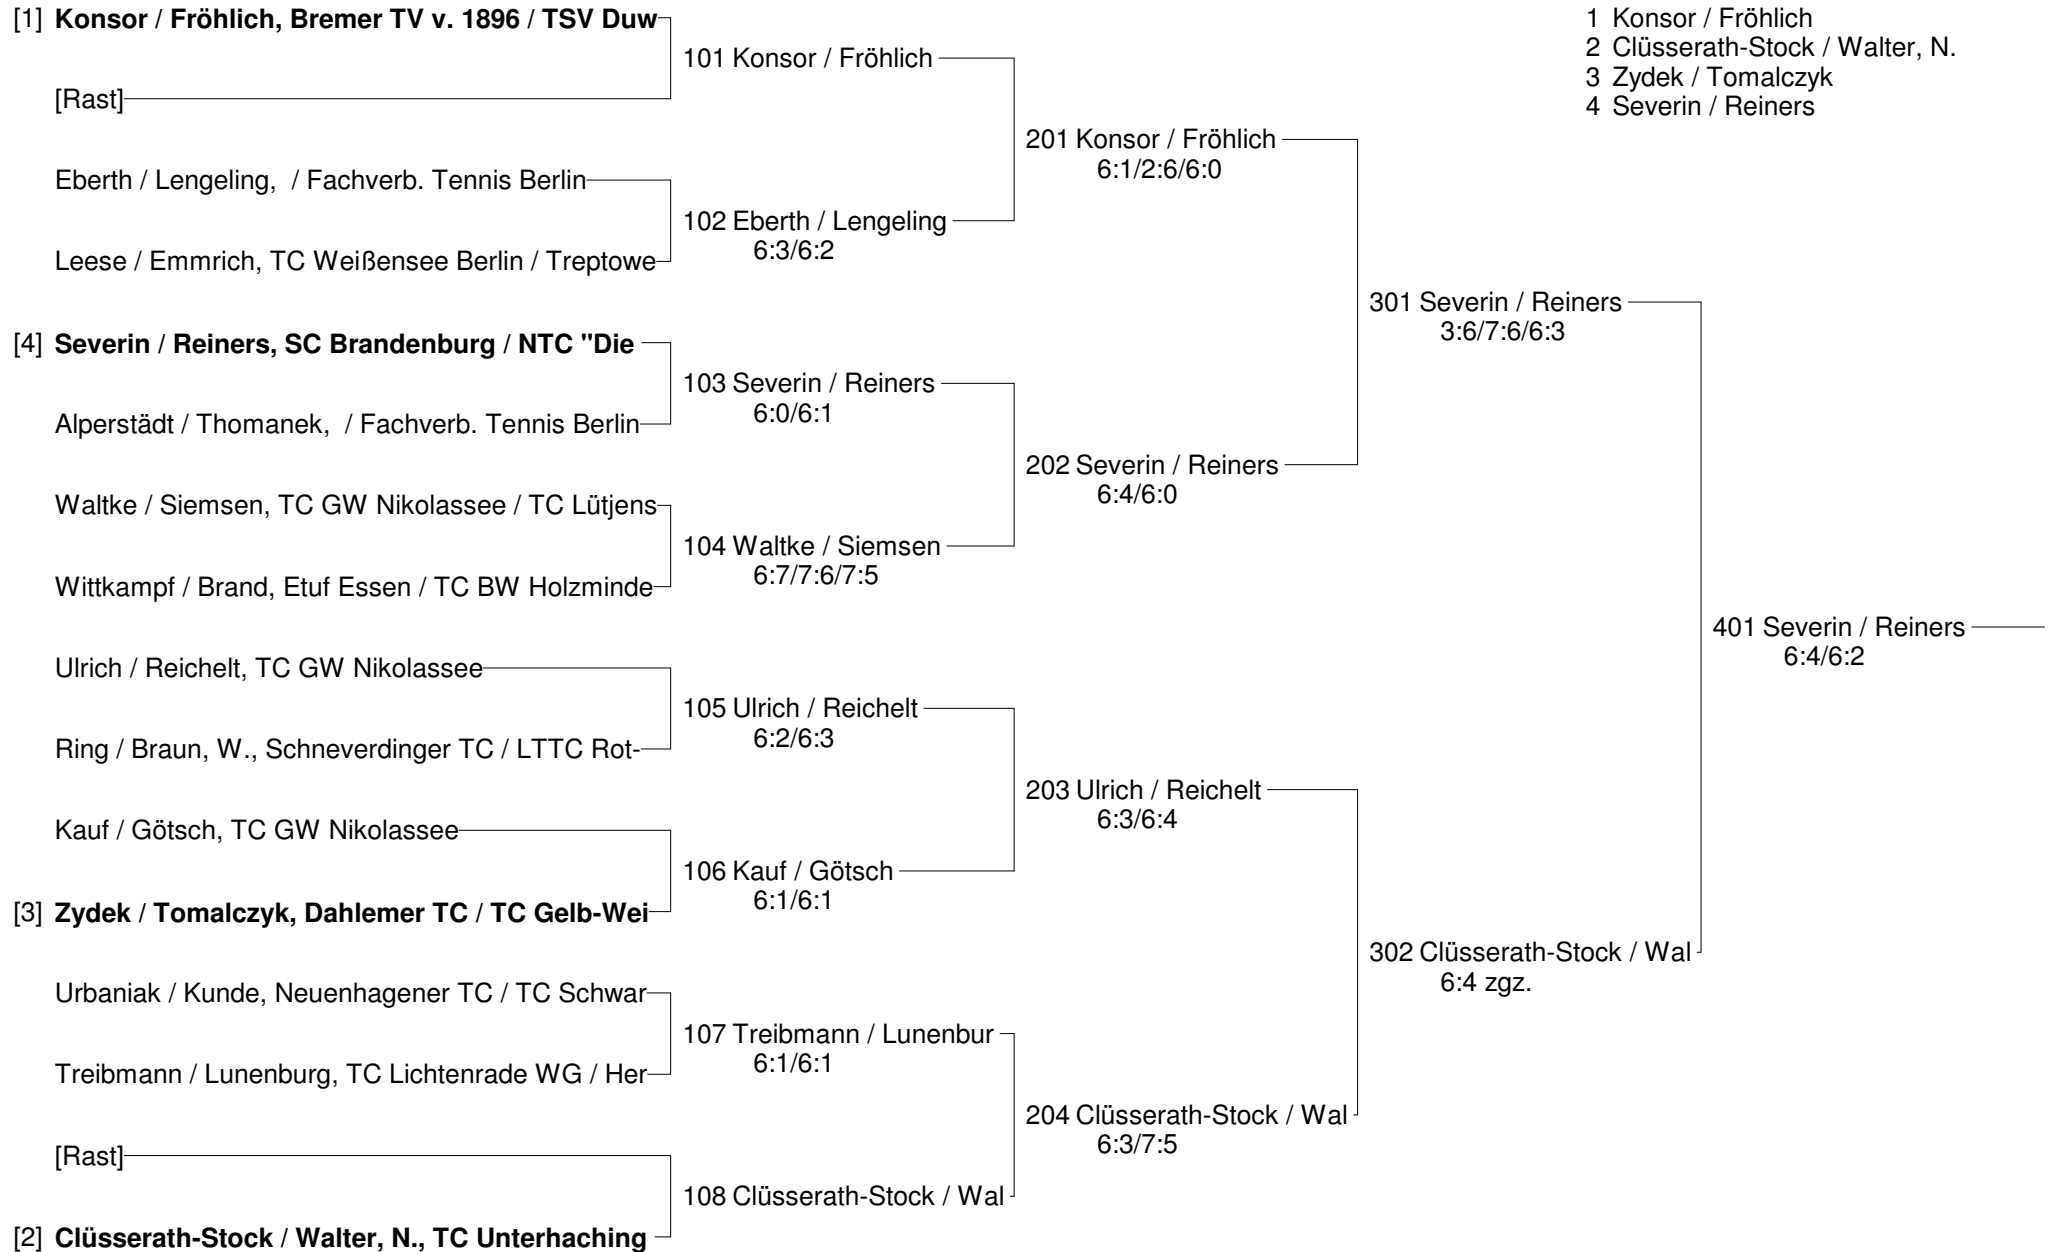 [1] Konsor / Fröhlich, Bremer TV v. 1896 / TSV Duw
[Rast]
Eberth / Lengeling,  / Fachverb. Tennis Berlin
Leese / Emmrich, TC Weißensee Berlin / Treptowe
[4] Severin / Reiners, SC Brandenburg / NTC "Die
Alperstädt / Thomanek,  / Fachverb. Tennis Berlin
Waltke / Siemsen, TC GW Nikolassee / TC Lütjens
Wittkampf / Brand, Etuf Essen / TC BW Holzminde
Ulrich / Reichelt, TC GW Nikolassee
Ring / Braun, W., Schneverdinger TC / LTTC Rot-
Kauf / Götsch, TC GW Nikolassee
[3] Zydek / Tomalczyk, Dahlemer TC / TC Gelb-Wei
Urbaniak / Kunde, Neuenhagener TC / TC Schwar
Treibmann / Lunenburg, TC Lichtenrade WG / Her
[Rast]
[2] Clüsserath-Stock / Walter, N., TC Unterhaching
101 Konsor / Fröhlich
102 Eberth / Lengeling
6:3/6:2
103 Severin / Reiners
6:0/6:1
104 Waltke / Siemsen
6:7/7:6/7:5
105 Ulrich / Reichelt
6:2/6:3
106 Kauf / Götsch
6:1/6:1
107 Treibmann / Lunenbur
6:1/6:1
108 Clüsserath-Stock / Wal
201 Konsor / Fröhlich
6:1/2:6/6:0
202 Severin / Reiners
6:4/6:0
203 Ulrich / Reichelt
6:3/6:4
204 Clüsserath-Stock / Wal
6:3/7:5
301 Severin / Reiners
3:6/7:6/6:3
302 Clüsserath-Stock / Wal
6:4 zgz.
401 Severin / Reiners
6:4/6:2
1 Konsor / Fröhlich
2 Clüsserath-Stock / Walter, N.
3 Zydek / Tomalczyk
4 Severin / Reiners